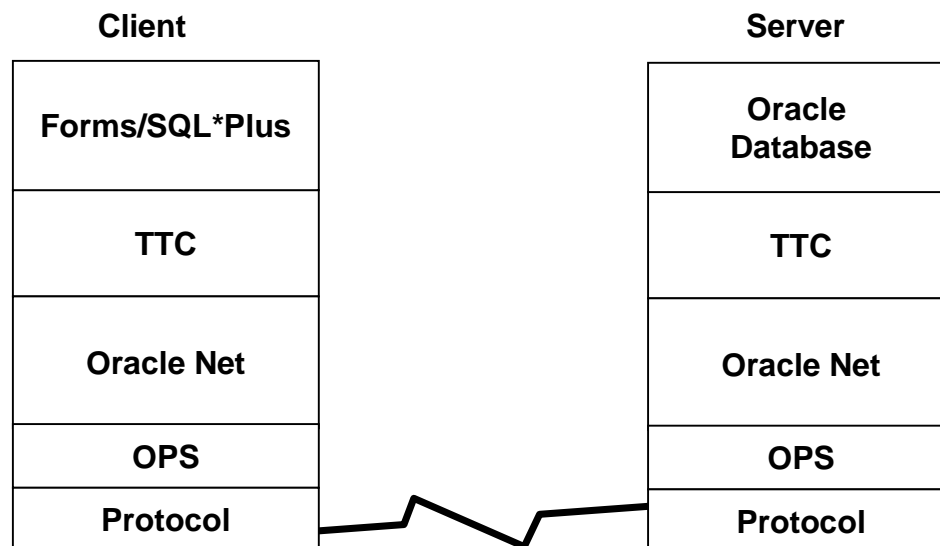 Client
Forms/SQL*Plus
TTC
Oracle Net
OPS
Protocol
Server
Oracle
Database
TTC
Oracle Net
OPS
Protocol